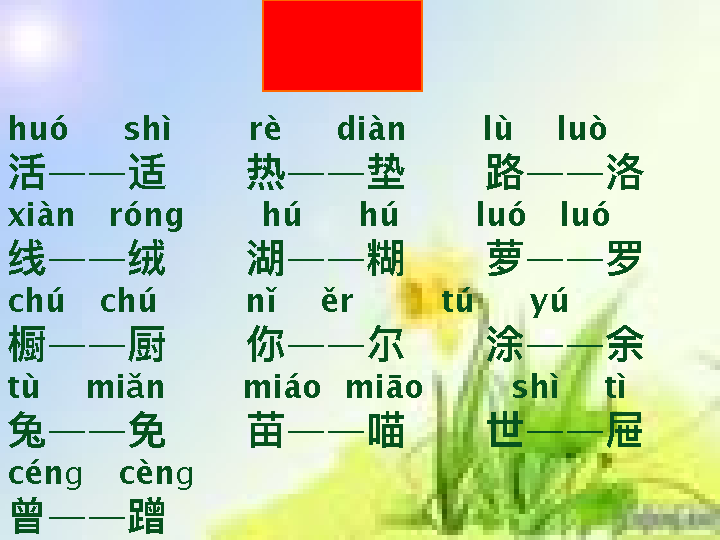 huó shì rè diàn lù luò
活——适 热——垫 路——洛
xiàn róng hú hú luó luó
线——绒 湖——糊 萝——罗
chú chú nǐ ěr tú yú
橱——厨 你——尔 涂——余
tù miǎn miáo miāo shì tì
兔——免 苗——喵 世——屉
céng cèng
曾——蹭